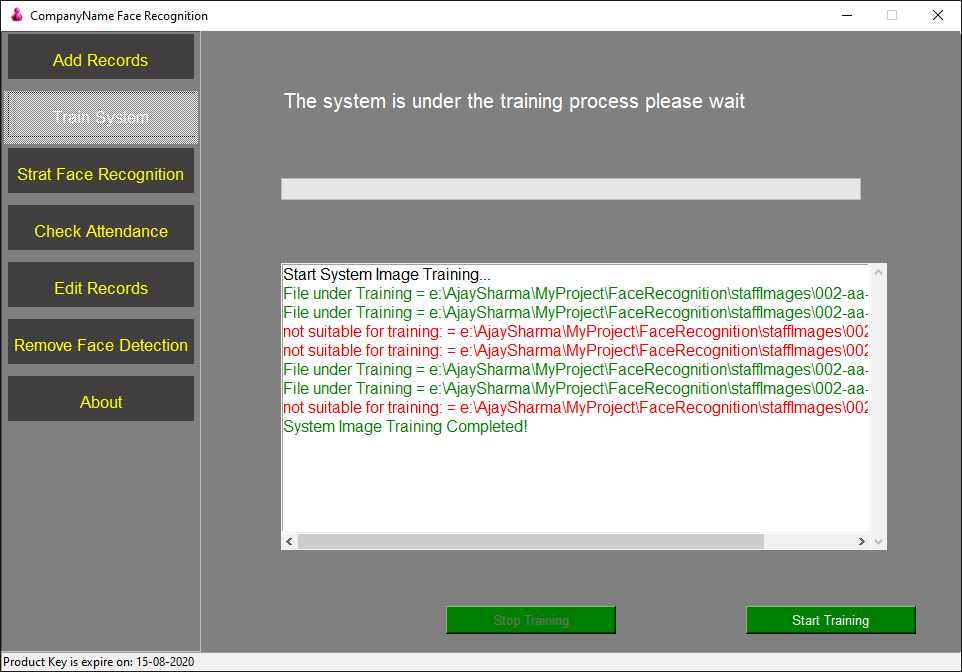 CompanyName Face Recognition
Add Records
Train System
Strat Face Recognition
Check Attendance
Edit Records
Remove Face Detection
About
The system is under the training process please wait
Start System Image Training...
File under Training = e:\AjaySharma\MyProject\FaceRecognition\staffImages\002-aa-
File under Training = e:\AjaySharma\MyProject\FaceRecognition\staffImages\002-aa-
not suitable for training: = e:\AjaySharma\MyProject\FaceRecognition\staffImages\002
not suitable for training: = e:\AjaySharma\MyProject\FaceRecognition\staffImages\002
File under Training = e:\AjaySharma\MyProject\FaceRecognition\staffImages\002-aa-
File under Training = e:\AjaySharma\MyProject\FaceRecognition\staffImages\002-aa-
not suitable for training: = e:\AjaySharma\MyProject\FaceRecognition\staffImages\002
System Image Training Completed!
Stop Training
Start Training
Product Key is expire on: 15-08-2020